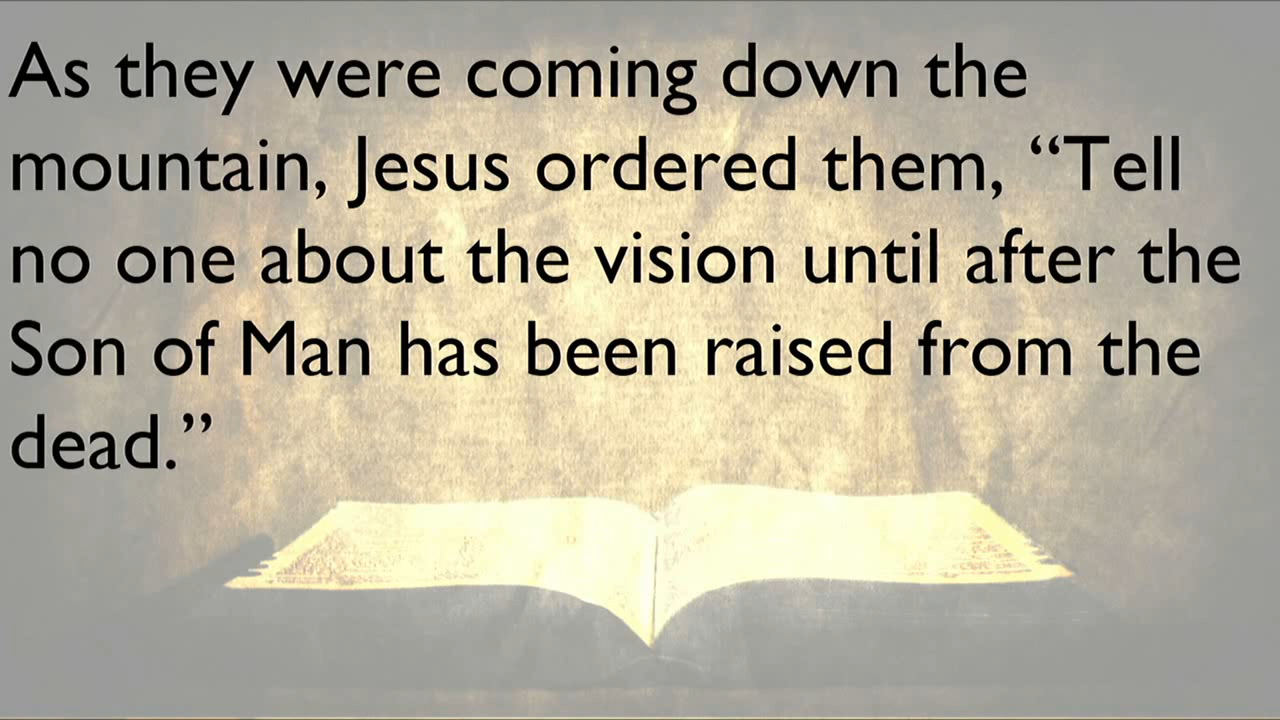 As they were coming down the
mountain, Jesus ordered them, “Tell
no one about the vision until after the
Son of Man has been raised from the
dead.”